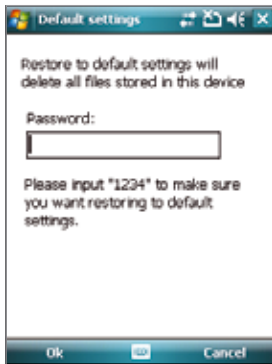 Default settings
Restore to default settings will
delete all files stored in this device
Password:
Please input "1234" to make sure
you want restoring to default
settings.
Ok Cancel